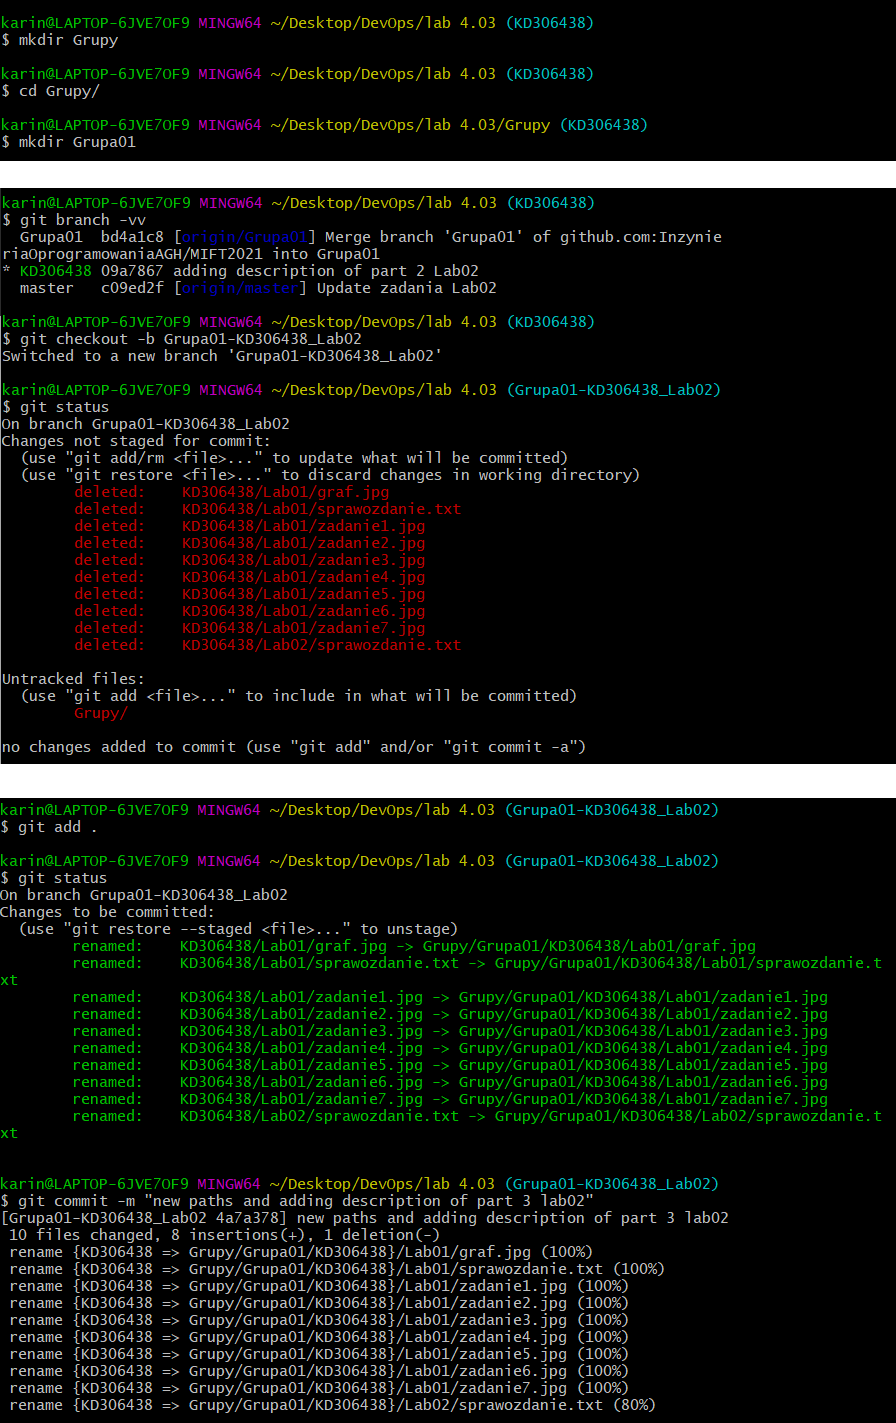 karin@LAPTOP-6JVE7OF9 MINGW64 ~/Desktop/DevOps/lab 4.03 (KD306438)
$ mkdir Grupy
karin@LAPTOP-6JVE7OF9 MINGW64 ~/Desktop/DevOps/lab 4.03 (KD306438)
$ cd Grupy/
karin@LAPTOP-6JVE7OF9 MINGW64 ~/Desktop/DevOps/lab 4.03/Grupy (KD306438)
$ mkdir Grupa01
karin@LAPTOP-6JVE7OF9 MINGW64 ~/Desktop/DevOps/lab 4.03 (KD306438)
$ git branch -vv
  Grupa01  bd4a1c8 [origin/Grupa01] Merge branch 'Grupa01' of github.com:Inzynie
riaOprogramowaniaAGH/MIFT2021 into Grupa01
* KD306438 09a7867 adding description of part 2 Lab02
  master   c09ed2f [origin/master] Update zadania Lab02
karin@LAPTOP-6JVE7OF9 MINGW64 ~/Desktop/DevOps/lab 4.03 (KD306438)
$ git checkout -b Grupa01-KD306438_Lab02
Switched to a new branch 'Grupa01-KD306438_Lab02'
karin@LAPTOP-6JVE7OF9 MINGW64 ~/Desktop/DevOps/lab 4.03 (Grupa01-KD306438_Lab02)
$ git status
On branch Grupa01-KD306438_Lab02
Changes not staged for commit:
  (use "git add/rm <file>..." to update what will be committed)
  (use "git restore <file>..." to discard changes in working directory)
        deleted:    KD306438/Lab01/graf.jpg
        deleted:    KD306438/Lab01/sprawozdanie.txt
        deleted:    KD306438/Lab01/zadanie1.jpg
        deleted:    KD306438/Lab01/zadanie2.jpg
        deleted:    KD306438/Lab01/zadanie3.jpg
        deleted:    KD306438/Lab01/zadanie4.jpg
        deleted:    KD306438/Lab01/zadanie5.jpg
        deleted:    KD306438/Lab01/zadanie6.jpg
        deleted:    KD306438/Lab01/zadanie7.jpg
        deleted:    KD306438/Lab02/sprawozdanie.txt
Untracked files:
  (use "git add <file>..." to include in what will be committed)
        Grupy/
no changes added to commit (use "git add" and/or "git commit -a")
karin@LAPTOP-6JVE7OF9 MINGW64 ~/Desktop/DevOps/lab 4.03 (Grupa01-KD306438_Lab02)
$ git add .
karin@LAPTOP-6JVE7OF9 MINGW64 ~/Desktop/DevOps/lab 4.03 (Grupa01-KD306438_Lab02)
$ git status
On branch Grupa01-KD306438_Lab02
Changes to be committed:
  (use "git restore --staged <file>..." to unstage)
        renamed:    KD306438/Lab01/graf.jpg -> Grupy/Grupa01/KD306438/Lab01/graf.jpg
        renamed:    KD306438/Lab01/sprawozdanie.txt -> Grupy/Grupa01/KD306438/Lab01/sprawozdanie.t
xt
        renamed:    KD306438/Lab01/zadanie1.jpg -> Grupy/Grupa01/KD306438/Lab01/zadanie1.jpg
        renamed:    KD306438/Lab01/zadanie2.jpg -> Grupy/Grupa01/KD306438/Lab01/zadanie2.jpg
        renamed:    KD306438/Lab01/zadanie3.jpg -> Grupy/Grupa01/KD306438/Lab01/zadanie3.jpg
        renamed:    KD306438/Lab01/zadanie4.jpg -> Grupy/Grupa01/KD306438/Lab01/zadanie4.jpg
        renamed:    KD306438/Lab01/zadanie5.jpg -> Grupy/Grupa01/KD306438/Lab01/zadanie5.jpg
        renamed:    KD306438/Lab01/zadanie6.jpg -> Grupy/Grupa01/KD306438/Lab01/zadanie6.jpg
        renamed:    KD306438/Lab01/zadanie7.jpg -> Grupy/Grupa01/KD306438/Lab01/zadanie7.jpg
        renamed:    KD306438/Lab02/sprawozdanie.txt -> Grupy/Grupa01/KD306438/Lab02/sprawozdanie.t
xt
karin@LAPTOP-6JVE7OF9 MINGW64 ~/Desktop/DevOps/lab 4.03 (Grupa01-KD306438_Lab02)
$ git commit -m "new paths and adding description of part 3 lab02"
[Grupa01-KD306438_Lab02 4a7a378] new paths and adding description of part 3 lab02
 10 files changed, 8 insertions(+), 1 deletion(-)
 rename {KD306438 => Grupy/Grupa01/KD306438}/Lab01/graf.jpg (100%)
 rename {KD306438 => Grupy/Grupa01/KD306438}/Lab01/sprawozdanie.txt (100%)
 rename {KD306438 => Grupy/Grupa01/KD306438}/Lab01/zadanie1.jpg (100%)
 rename {KD306438 => Grupy/Grupa01/KD306438}/Lab01/zadanie2.jpg (100%)
 rename {KD306438 => Grupy/Grupa01/KD306438}/Lab01/zadanie3.jpg (100%)
 rename {KD306438 => Grupy/Grupa01/KD306438}/Lab01/zadanie4.jpg (100%)
 rename {KD306438 => Grupy/Grupa01/KD306438}/Lab01/zadanie5.jpg (100%)
 rename {KD306438 => Grupy/Grupa01/KD306438}/Lab01/zadanie6.jpg (100%)
 rename {KD306438 => Grupy/Grupa01/KD306438}/Lab01/zadanie7.jpg (100%)
 rename {KD306438 => Grupy/Grupa01/KD306438}/Lab02/sprawozdanie.txt (80%)